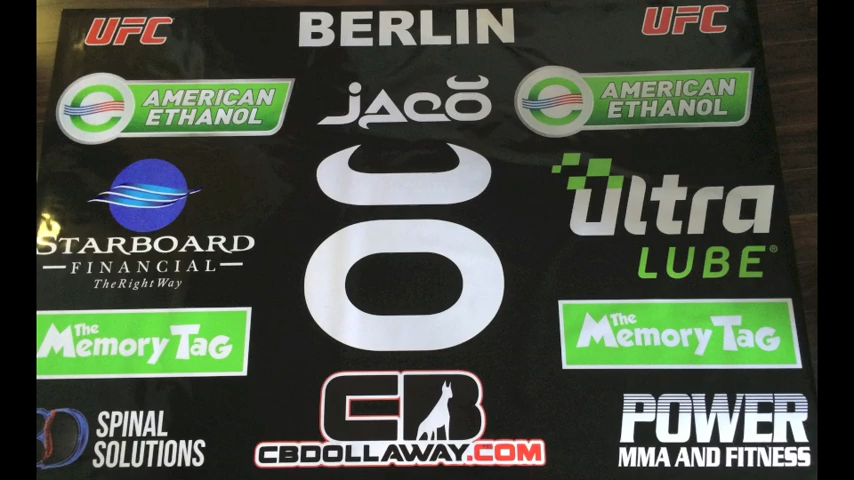 UFC
BERLIN
UFC
AMERICAN
ETHANOL
JACO
AMERICAN
ETHANOL
STARBOARD
FINANCIAL
The Right Way
ultra
LUBE®
The
Memory Tag
The
Memory Tag
3D SPINAL
SOLUTIONS
CB
CBDOLLAWAY.COM
POWER
MMA AND FITNESS